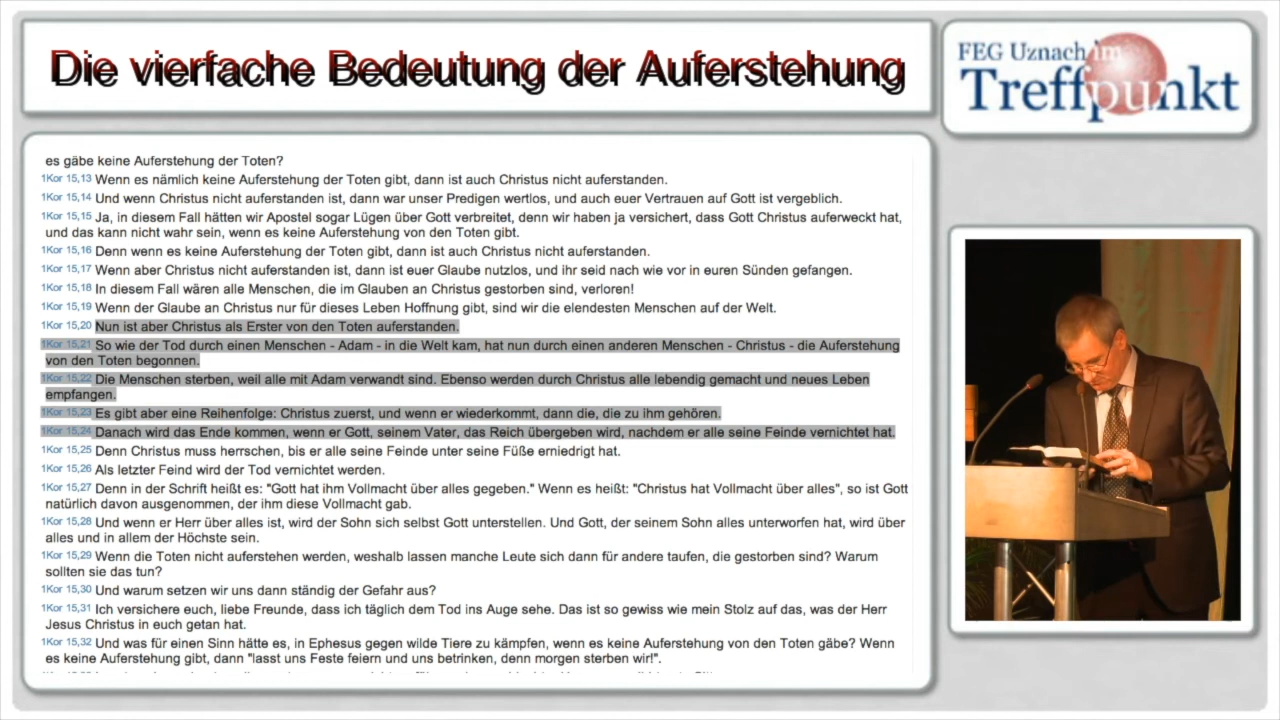 Die vierfache Bedeutung der Auferstehung
FEG Uznach im
Treffpunkt
es gäbe keine Auferstehung der Toten?
1Kor 15,13 Wenn es nämlich keine Auferstehung der Toten gibt, dann ist auch Christus nicht auferstanden.
1Kor 15,14 Und wenn Christus nicht auferstanden ist, dann war unser Predigen wertlos, und auch euer Vertrauen auf Gott ist vergeblich.
1Kor 15,15 Ja, in diesem Fall hätten wir Apostel sogar Lügen über Gott verbreitet, denn wir haben ja versichert, dass Gott Christus auferweckt hat,
und das kann nicht wahr sein, wenn es keine Auferstehung von den Toten gibt.
1Kor 15,16 Denn wenn es keine Auferstehung der Toten gibt, dann ist auch Christus nicht auferstanden.
1Kor 15,17 Wenn aber Christus nicht auferstanden ist, dann ist euer Glaube nutzlos, und ihr seid nach wie vor in euren Sünden gefangen.
1Kor 15,18 In diesem Fall wären alle Menschen, die im Glauben an Christus gestorben sind, verloren!
1Kor 15,19 Wenn der Glaube an Christus nur für dieses Leben Hoffnung gibt, sind wir die elendesten Menschen auf der Welt.
1Kor 15,20 Nun ist aber Christus als Erster von den Toten auferstanden.
1Kor 15,21 So wie der Tod durch einen Menschen - Adam - in die Welt kam, hat nun durch einen anderen Menschen - Christus - die Auferstehung
von den Toten begonnen.
1Kor 15,22 Die Menschen sterben, weil alle mit Adam verwandt sind. Ebenso werden durch Christus alle lebendig gemacht und neues Leben
empfangen.
1Kor 15,23 Es gibt aber eine Reihenfolge: Christus zuerst, und wenn er wiederkommt, dann die, die zu ihm gehören.
1Kor 15,24 Danach wird das Ende kommen, wenn er Gott, seinem Vater, das Reich übergeben wird, nachdem er alle seine Feinde vernichtet hat.
1Kor 15,25 Denn Christus muss herrschen, bis er alle seine Feinde unter seine Füße erniedrigt hat.
1Kor 15,26 Als letzter Feind wird der Tod vernichtet werden.
1Kor 15,27 Denn in der Schrift heißt es: "Gott hat ihm Vollmacht über alles gegeben." Wenn es heißt: "Christus hat Vollmacht über alles", so ist Gott
natürlich davon ausgenommen, der ihm diese Vollmacht gab.
1Kor 15,28 Und wenn er Herr über alles ist, wird der Sohn sich selbst Gott unterstellen. Und Gott, der seinem Sohn alles unterworfen hat, wird über
alles und in allem der Höchste sein.
1Kor 15,29 Wenn die Toten nicht auferstehen werden, weshalb lassen manche Leute sich dann für andere taufen, die gestorben sind? Warum
sollten sie das tun?
1Kor 15,30 Und warum setzen wir uns dann ständig der Gefahr aus?
1Kor 15,31 Ich versichere euch, liebe Freunde, dass ich täglich dem Tod ins Auge sehe. Das ist so gewiss wie mein Stolz auf das, was der Herr
Jesus Christus in euch getan hat.
1Kor 15,32 Und was für einen Sinn hätte es, in Ephesus gegen wilde Tiere zu kämpfen, wenn es keine Auferstehung von den Toten gäbe? Wenn
es keine Auferstehung gibt, dann "lasst uns Feste feiern und uns betrinken, denn morgen sterben wir!".